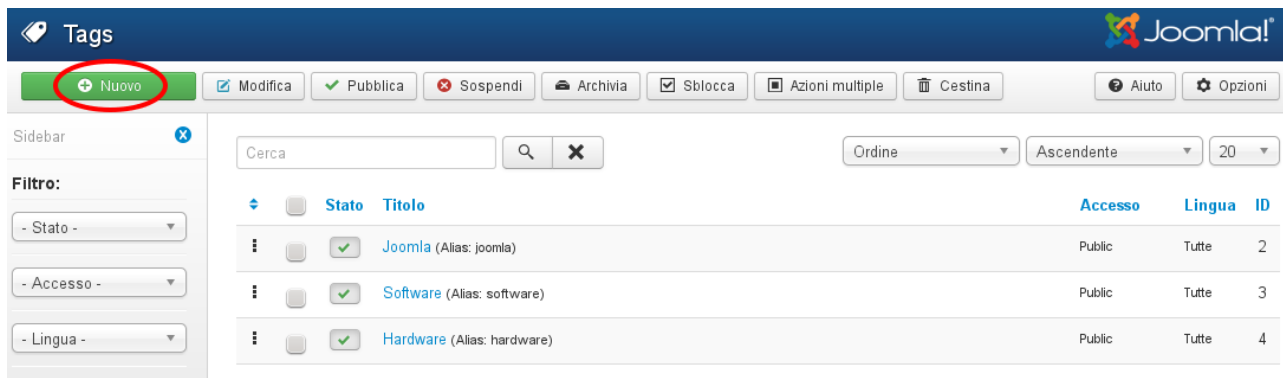 Tags
Joomla!
Nuovo Modifica Pubblica Sospendi Archivia Sblocca Azioni multiple Cestina Aiuto Opzioni
Sidebar
Filtro:
- Stato -
- Accesso -
- Lingua -
Cerca Ordine Ascendente 20
Stato Titolo Accesso Lingua ID
Joomla (Alias: joomla) Public Tutte 2
Software (Alias: software) Public Tutte 3
Hardware (Alias: hardware) Public Tutte 4